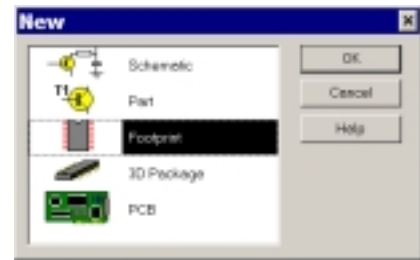 New
Schematic
T1
Part
Footprint
3D Package
PCB
OK
Cancel
Help